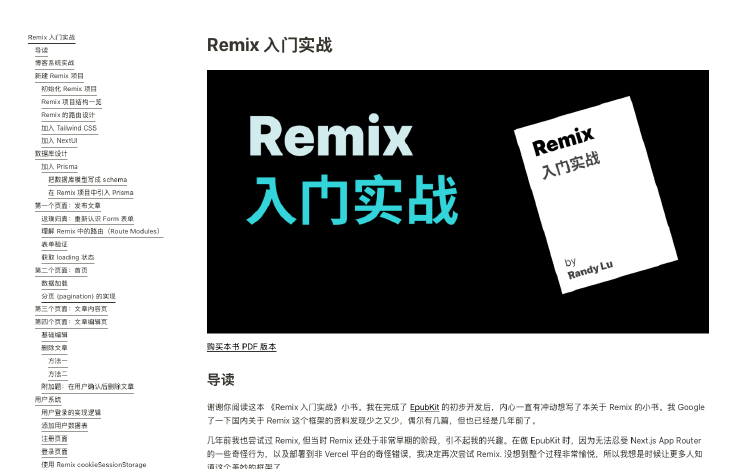 Remix 入门实战
导读
博客系统实战
新建 Remix 项目
初始化 Remix 项目
Remix 项目结构一览
Remix 的路由设计
加入 Tailwind CSS
加入 NextUI
数据库设计
加入 Prisma
把数据库模型写成 schema
在 Remix 项目中引入 Prisma
第一个页面：发布文章
返璞归真：重新认识 Form 表单
理解 Remix 中的路由（Route Modules）
表单验证
获取 loading 状态
第二个页面：首页
数据加载
分页 (pagination) 的实现
第三个页面：文章内容页
第四个页面：文章编辑页
基础编辑
删除文章
方法一
方法二
附加题：在用户确认后删除文章
用户系统
用户登录的实现逻辑
添加用户数据表
注册页面
登录页面
使用 Remix cookieSessionStorage
Remix 入门实战
Remix
入门实战
Remix
入门实战
by
Randy Lu
购买本书 PDF 版本
导读
谢谢你阅读这本 《Remix 入门实战》小书。我在完成了 EpubKit 的初步开发后，内心一直有冲动想写了本关于 Remix 的小书。我 Google
了一下国内关于 Remix 这个框架的资料发现少之又少，偶尔有几篇，但也已经是几年前了。
几年前我也尝试过 Remix, 但当时 Remix 还处于非常早期的阶段，引不起我的兴趣。在做 EpubKit 时，因为无法忍受 Next.js App Router
的一些奇怪行为，以及部署到非 Vercel 平台的奇怪错误，我决定再次尝试 Remix. 没想到整个过程非常愉悦，所以我想是时候让更多人知
道这个美妙的框架了